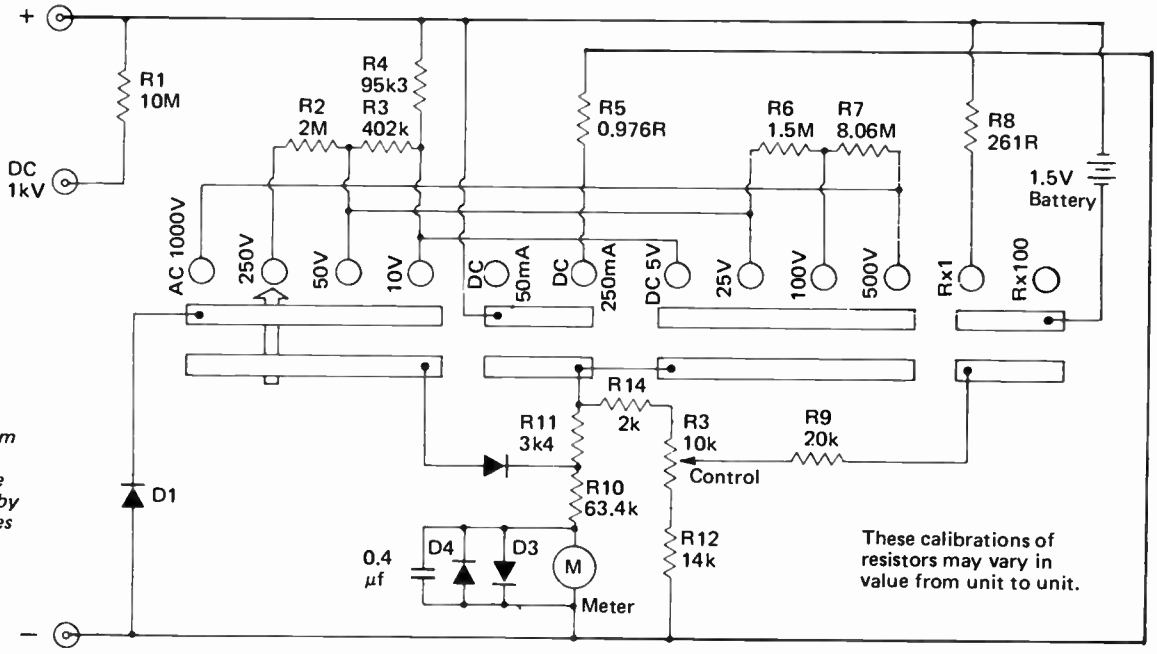 +
R1
10M
DC
1kV
R4
95k3
R2
2M
R3
402k
R5
0.976R
R6
1.5M
R7
8.06M
R8
261R
1.5V
Battery
AC 1000V
250V
50V
10V
DC
50mA
DC
250mA
DC 5V
25V
100V
500V
Rx1
Rx100
R14
2k
R11
3k4
R3
10k
Control
R9
20k
R10
63.4k
D1
0.4
µf
D4
D3
M
Meter
R12
14k
These calibrations of
resistors may vary in
value from unit to unit.
−